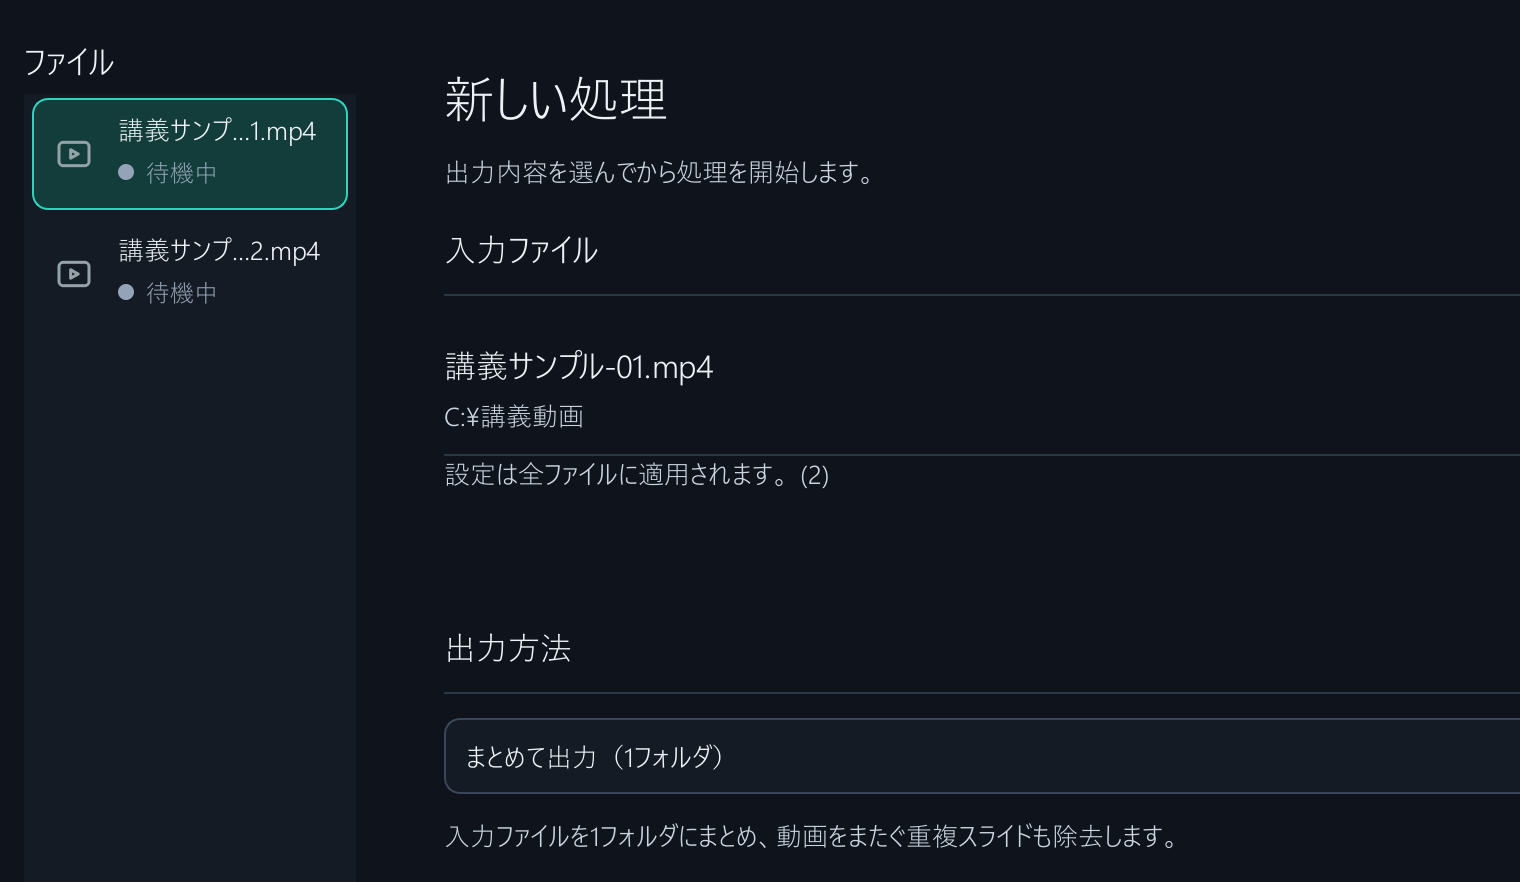 ファイル
講義サンプ...1.mp4
待機中
講義サンプ...2.mp4
待機中
新しい処理
出力内容を選んでから処理を開始します。
入力ファイル
講義サンプル-01.mp4
C:¥講義動画
設定は全ファイルに適用されます。 (2)
出力方法
まとめて出力（1フォルダ）
入力ファイルを1フォルダにまとめ、動画をまたぐ重複スライドも除去します。